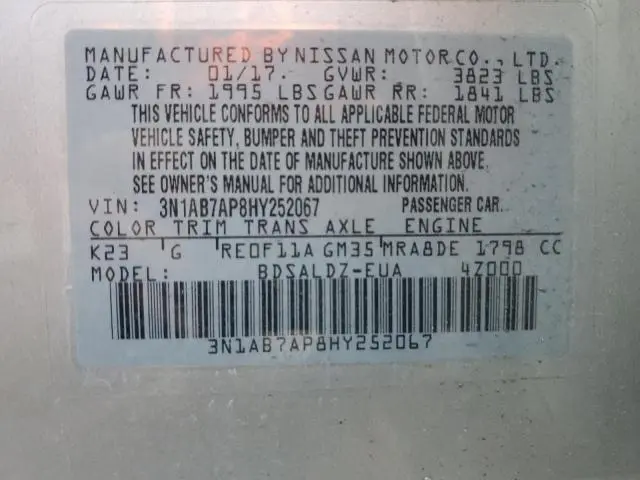 MANUFACTURED BY NISSAN MOTOR CO., LTD.
DATE: 01/17. GVWR: 3823 LBS
GAWR FR: 1995 LBS GAWR RR: 1841 LBS
THIS VEHICLE CONFORMS TO ALL APPLICABLE FEDERAL MOTOR
VEHICLE SAFETY, BUMPER AND THEFT PREVENTION STANDARDS
IN EFFECT ON THE DATE OF MANUFACTURE SHOWN ABOVE.
SEE OWNER'S MANUAL FOR ADDITIONAL INFORMATION.
VIN: 3N1AB7AP8HY252067 PASSENGER CAR.
COLOR TRIM TRANS AXLE ENGINE
K23 G RE0F11A GM35 MRA8DE 1798 CC
MODEL: BDSALDZ-EUA 4Z000
3N1AB7AP8HY252067